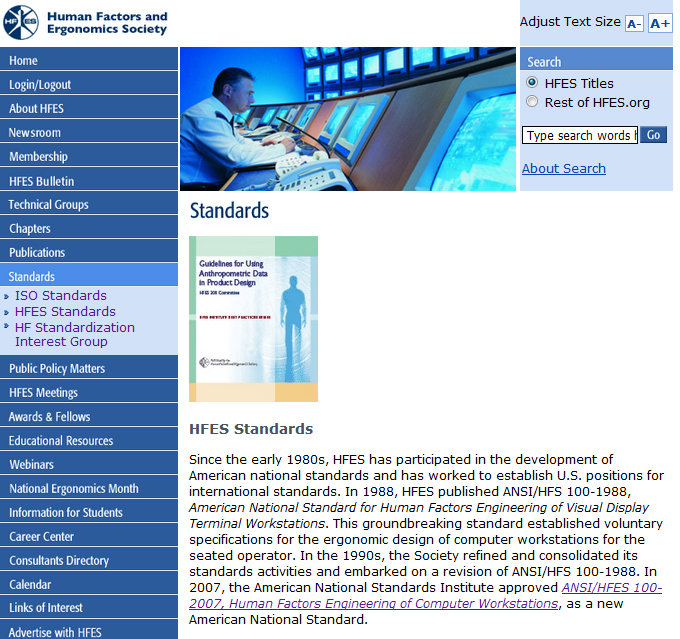 Human Factors and
Ergonomics Society
Adjust Text Size A- A+
Home
Login/Logout
About HFES
Newsroom
Membership
HFES Bulletin
Technical Groups
Chapters
Publications
Standards
ISO Standards
HFES Standards
HF Standardization
Interest Group
Public Policy Matters
HFES Meetings
Awards & Fellows
Educational Resources
Webinars
National Ergonomics Month
Information for Students
Career Center
Consultants Directory
Calendar
Links of Interest
Advertise with HFES
Search
HFES Titles
Rest of HFES.org
Type search words h Go
About Search
Standards
Guidelines for Using
Anthropometric Data
in Product Design
HFES 300 Committee
HFES Standards
Since the early 1980s, HFES has participated in the development of
American national standards and has worked to establish U.S. positions for
international standards. In 1988, HFES published ANSI/HFS 100-1988,
American National Standard for Human Factors Engineering of Visual Display
Terminal Workstations. This groundbreaking standard established voluntary
specifications for the ergonomic design of computer workstations for the
seated operator. In the 1990s, the Society refined and consolidated its
standards activities and embarked on a revision of ANSI/HFS 100-1988. In
2007, the American National Standards Institute approved ANSI/HFES 100-
2007, Human Factors Engineering of Computer Workstations, as a new
American National Standard.